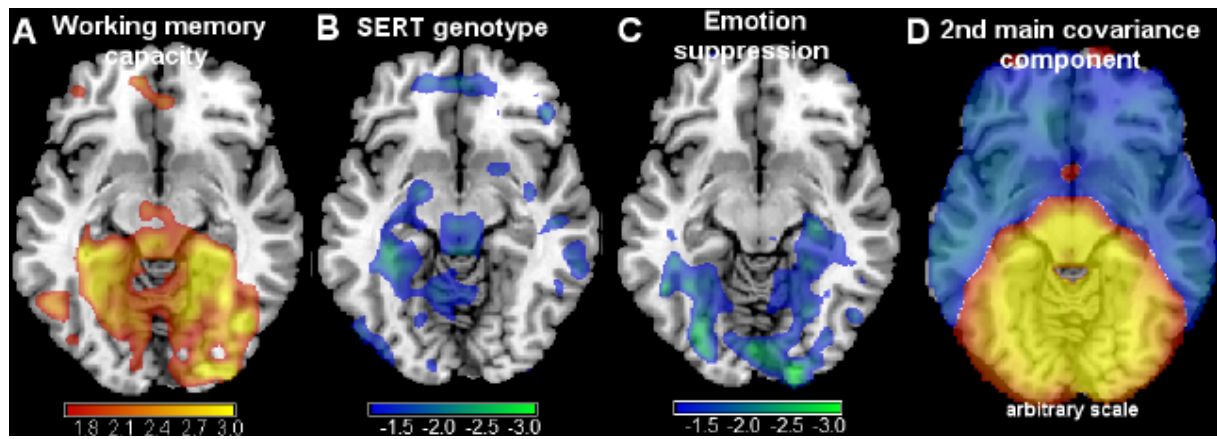 A Working memory
capacity
B SERT genotype
C Emotion
suppression
D 2nd main covariance
component
1.8 2.1 2.4 2.7 3.0
-1.5 -2.0 -2.5 -3.0
-1.5 -2.0 -2.5 -3.0
arbitrary scale